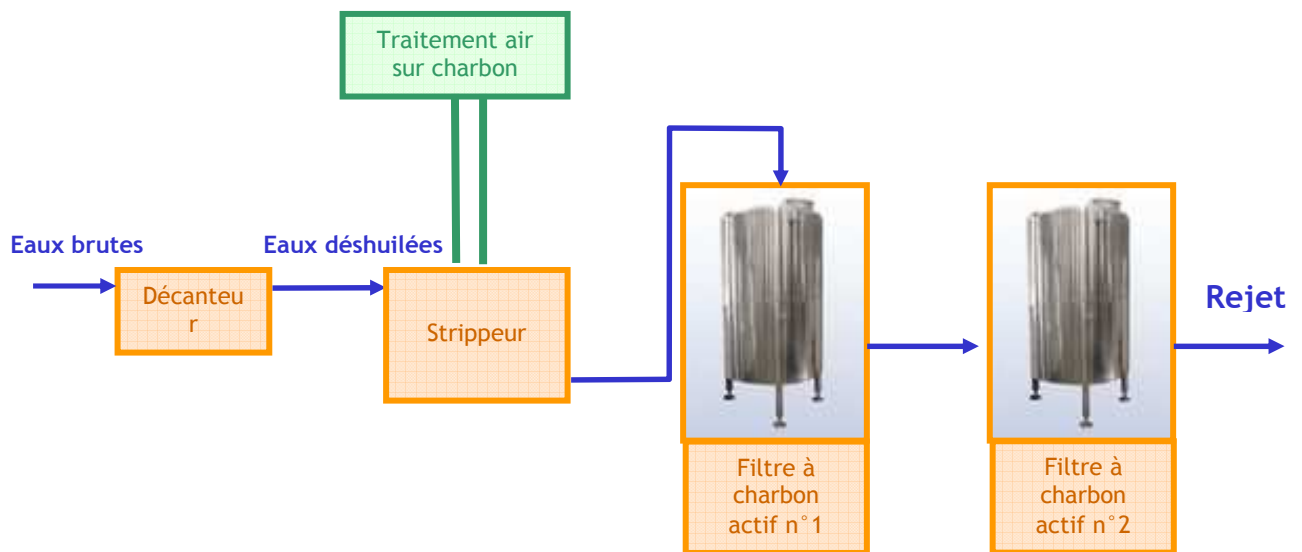 Traitement air
sur charbon
Eaux brutes
Eaux déshuilées
Décanteu
r
Strippeur
Rejet
Filtre à
charbon
actif n°1
Filtre à
charbon
actif n°2